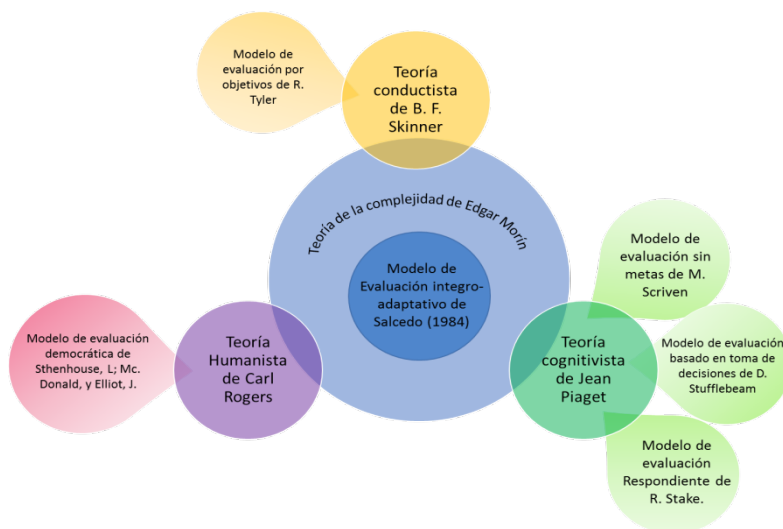 Modelo de
evaluación por
objetivos de R.
Tyler
Teoría
conductista
de B. F.
Skinner
Teoría de la complejidad de Edgar Morín
Modelo de
Evaluación integro-
adaptativo de
Salcedo (1984)
Modelo de
evaluación sin
metas de M.
Scriven
Modelo de evaluación
democrática de
Sthenhouse, L; Mc.
Donald, y Elliot, J.
Teoría
Humanista
de Carl
Rogers
Teoría
cognitivista
de Jean
Piaget
Modelo de evaluación
basado en toma de
decisiones de D.
Stufflebeam
Modelo de
evaluación
Respondiente de
R. Stake.